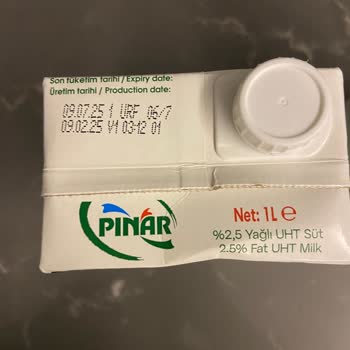 Son tüketim tarihi / Expiry date:
Üretim tarihi / Production date:
09.07.25 1 URF 06/7
09.02.25 V1 03:12 01
PINAR
Net: 1L e
%2,5 Yağlı UHT Süt
2.5% Fat UHT Milk